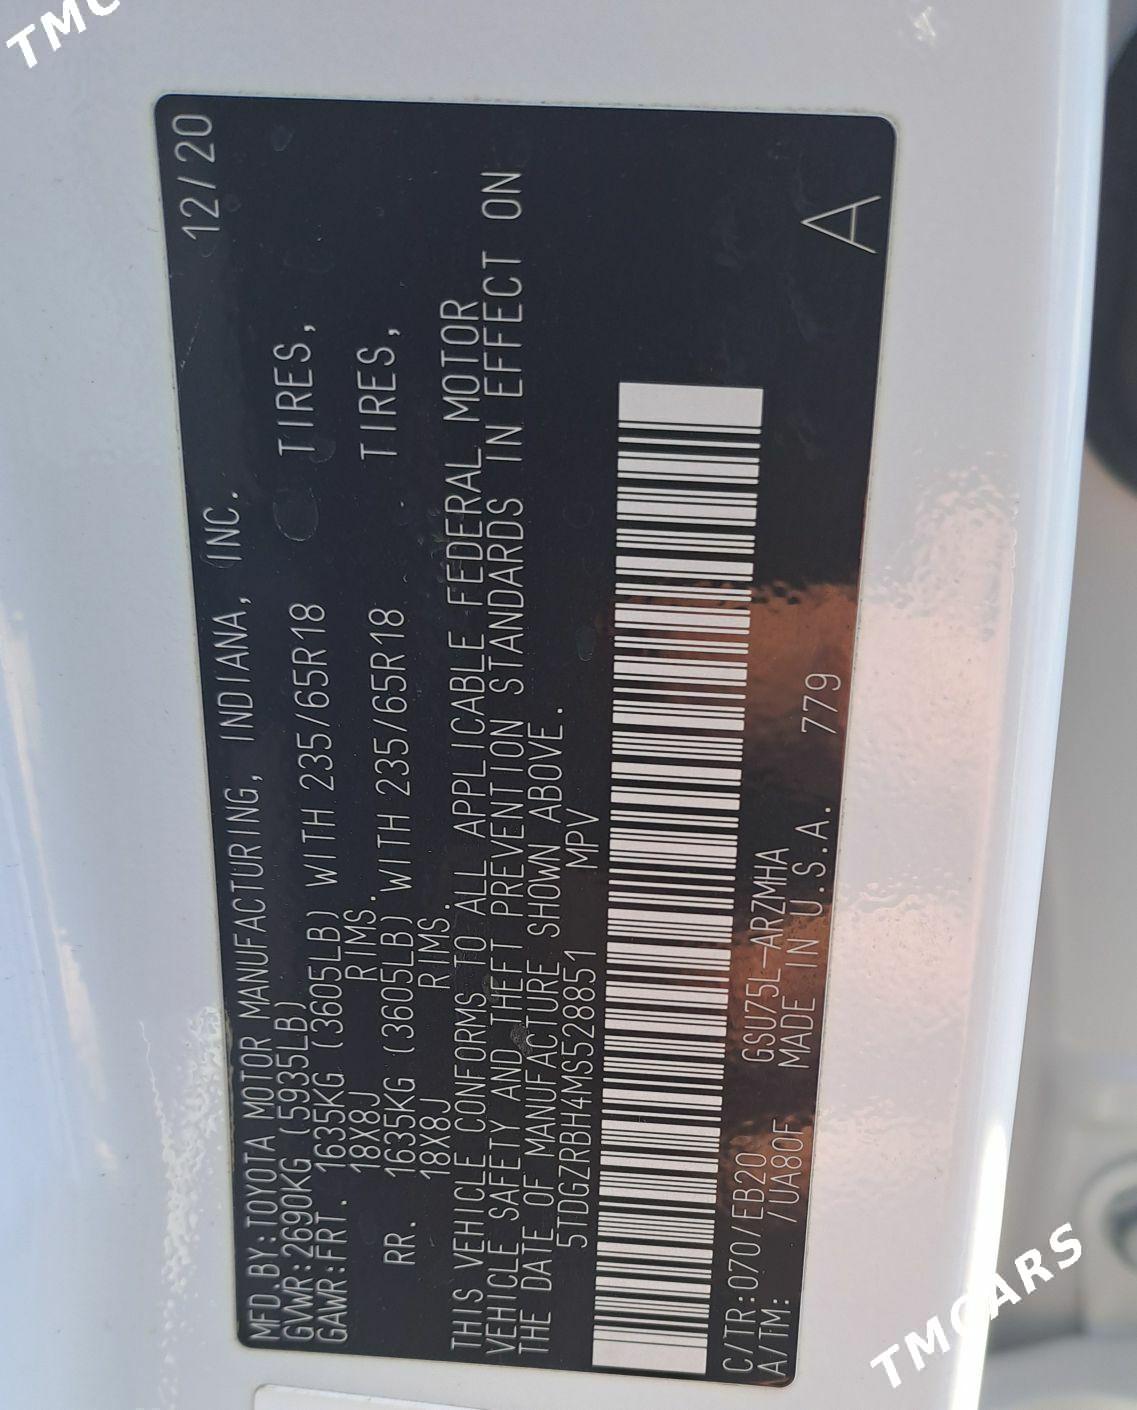 MFD.BY:TOYOTA MOTOR MANUFACTURING, INDIANA, INC. 12/20
GVWR:2690KG(5935LB)
GAWR:FRT. 1635KG (3605LB) WITH 235/65R18 TIRES,
18X8J RIMS.
RR. 1635KG (3605LB) WITH 235/65R18 TIRES,
18X8J RIMS.
THIS VEHICLE CONFORMS TO ALL APPLICABLE FEDERAL MOTOR
VEHICLE SAFETY AND THEFT PREVENTION STANDARDS IN EFFECT ON
THE DATE OF MANUFACTURE SHOWN ABOVE.
5TDGZRBH4MS528851 MPV
C/TR:070/EB20 GSU75L-ARZMHA
A/TM: /UA80F MADE IN U.S.A. 779
A
TMCARS